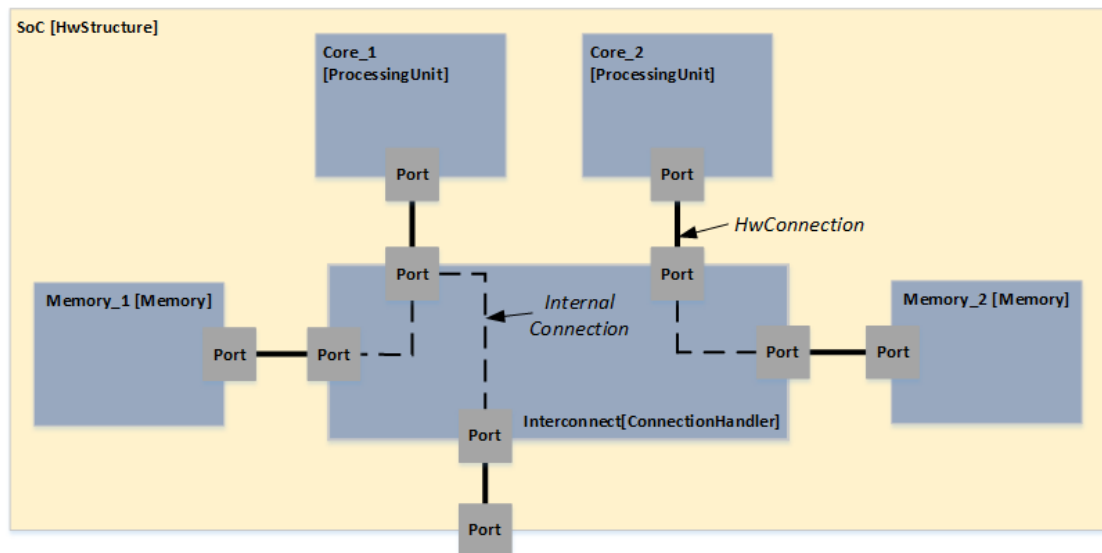 SoC [HwStructure]
Core_1
[ProcessingUnit]
Core_2
[ProcessingUnit]
Port
Port
HwConnection
Port
Port
Memory_1 [Memory]
Internal
Connection
Memory_2 [Memory]
Port
Port
Port
Port
Interconnect[ConnectionHandler]
Port
Port